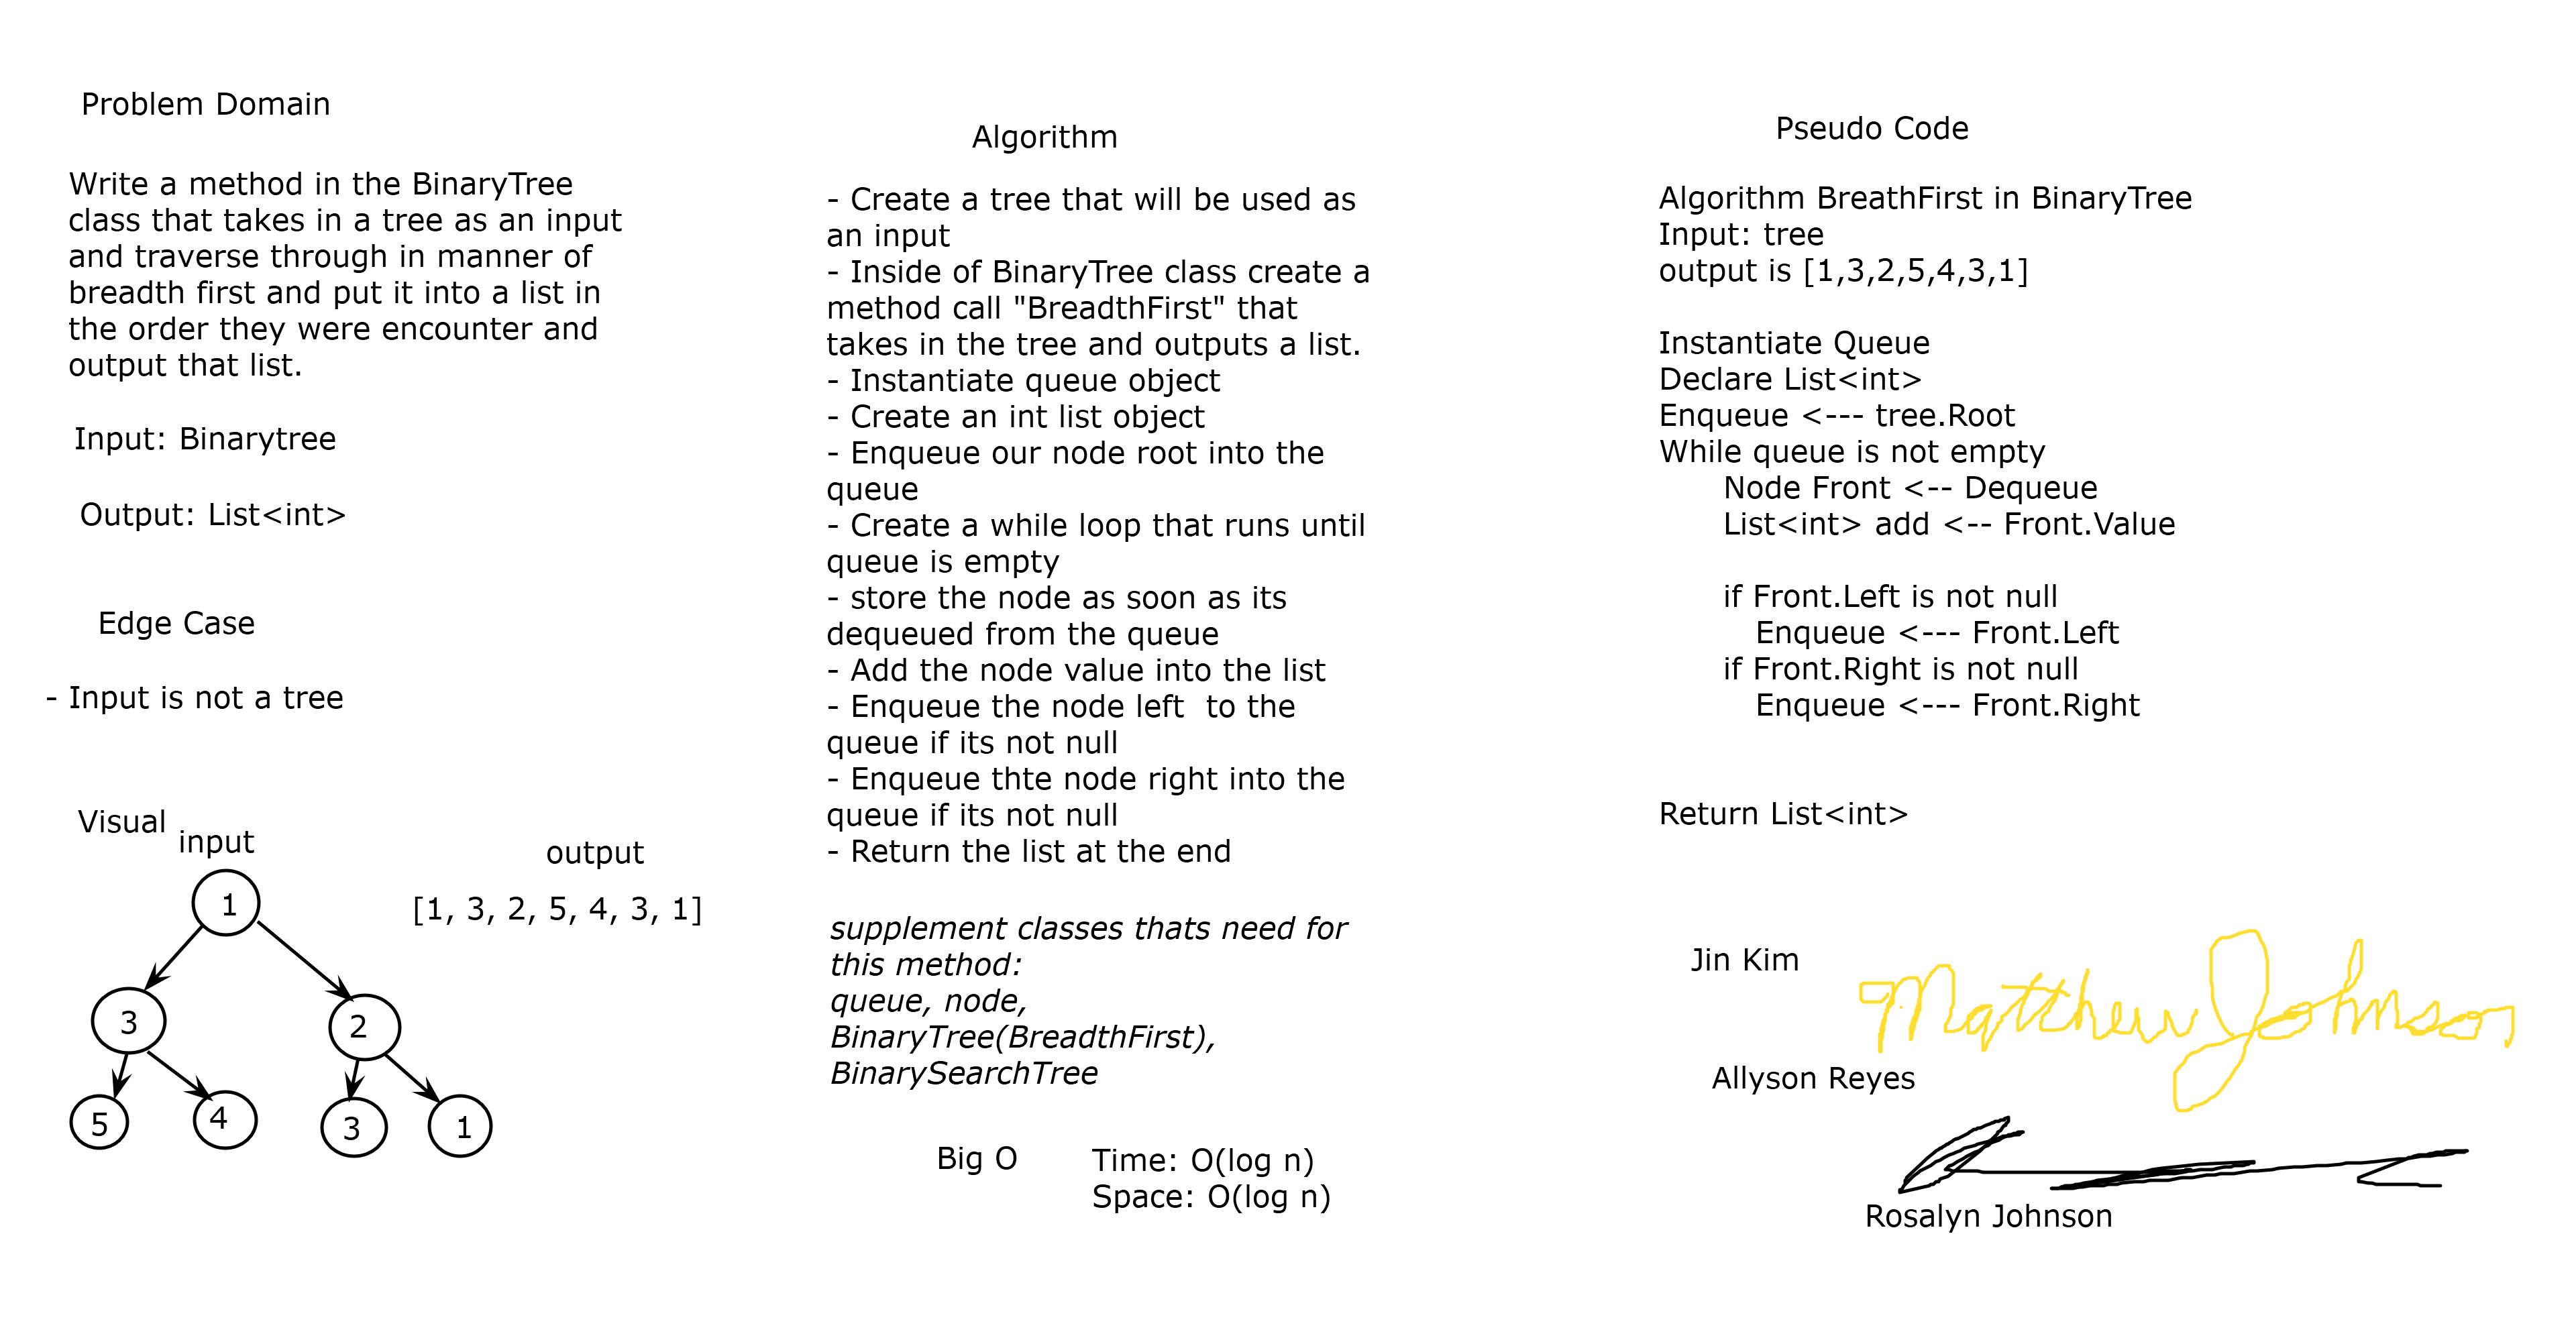 Problem Domain
Write a method in the BinaryTree
class that takes in a tree as an input
and traverse through in manner of
breadth first and put it into a list in
the order they were encounter and
output that list.
Input: Binarytree
Output: List<int>
Edge Case
- Input is not a tree
Visual
input
output
1
[1, 3, 2, 5, 4, 3, 1]
3
2
5
4
3
1
Algorithm
- Create a tree that will be used as
an input
- Inside of BinaryTree class create a
method call "BreadthFirst" that
takes in the tree and outputs a list.
- Instantiate queue object
- Create an int list object
- Enqueue our node root into the
queue
- Create a while loop that runs until
queue is empty
- store the node as soon as its
dequeued from the queue
- Add the node value into the list
- Enqueue the node left  to the
queue if its not null
- Enqueue thte node right into the
queue if its not null
- Return the list at the end
supplement classes thats need for
this method:
queue, node,
BinaryTree(BreadthFirst),
BinarySearchTree
Big O
Time: O(log n)
Space: O(log n)
Pseudo Code
Algorithm BreathFirst in BinaryTree
Input: tree
output is [1,3,2,5,4,3,1]
Instantiate Queue
Declare List<int>
Enqueue <--- tree.Root
While queue is not empty
Node Front <-- Dequeue
List<int> add <-- Front.Value
if Front.Left is not null
Enqueue <--- Front.Left
if Front.Right is not null
Enqueue <--- Front.Right
Return List<int>
Jin Kim
Matthew Johnson
Allyson Reyes
Rosalyn Johnson